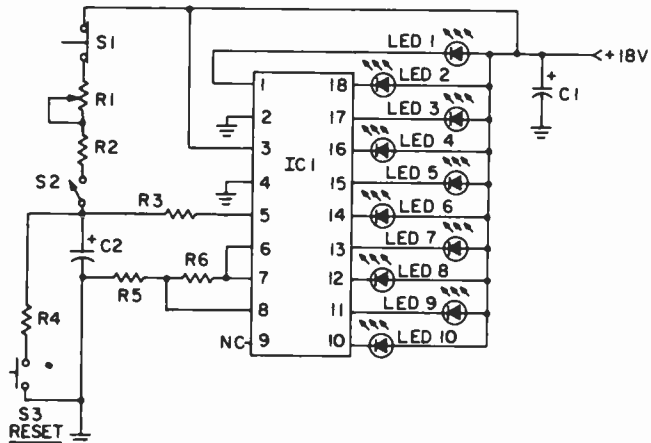 S1
R1
R2
S2
R3
+
C2
R5
R6
R4
S3
RESET
NC
IC1
1
2
3
4
5
6
7
8
9
18
17
16
15
14
13
12
11
10
LED 1
LED 2
LED 3
LED 4
LED 5
LED 6
LED 7
LED 8
LED 9
LED 10
+18V
+
C1